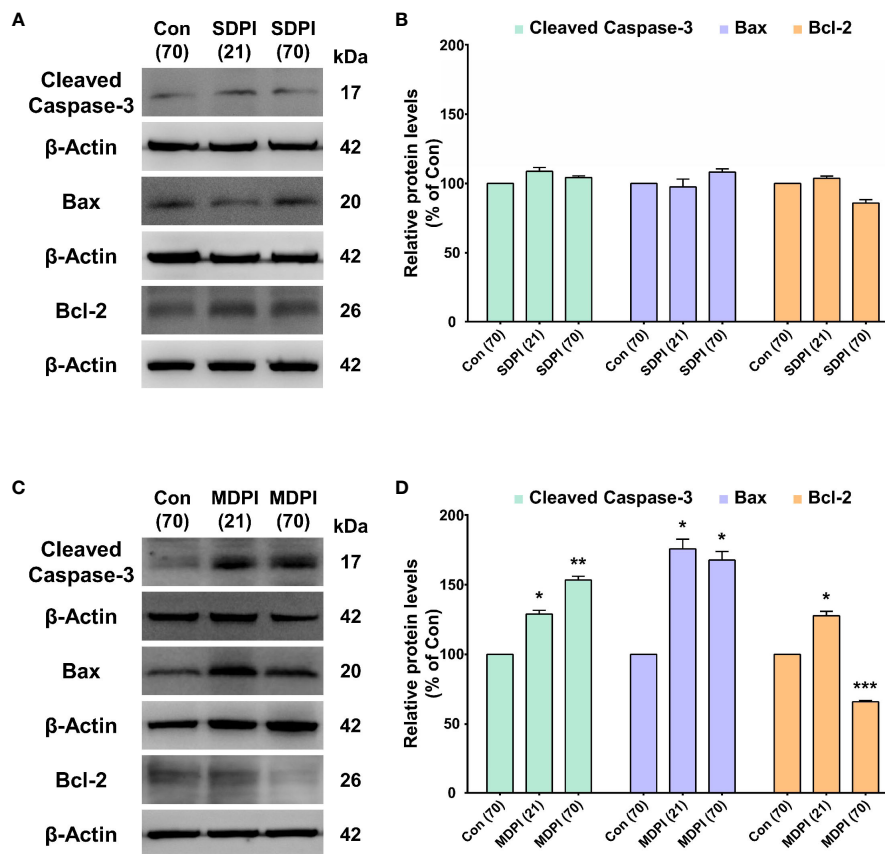 A
Con SDPI SDPI
(70) (21) (70) kDa
Cleaved
Caspase-3 17
β-Actin 42
Bax 20
β-Actin 42
Bcl-2 26
β-Actin 42
B
Cleaved Caspase-3 Bax Bcl-2
Relative protein levels
(% of Con)
200
150
100
50
0
Con (70) SDPI (21) SDPI (70) Con (70) SDPI (21) SDPI (70) Con (70) SDPI (21) SDPI (70)
C
Con MDPI MDPI
(70) (21) (70) kDa
Cleaved
Caspase-3 17
β-Actin 42
Bax 20
β-Actin 42
Bcl-2 26
β-Actin 42
D
Cleaved Caspase-3 Bax Bcl-2
Relative protein levels
(% of Con)
200
150
100
50
0
* ** * * * ***
Con (70) MDPI (21) MDPI (70) Con (70) MDPI (21) MDPI (70) Con (70) MDPI (21) MDPI (70)